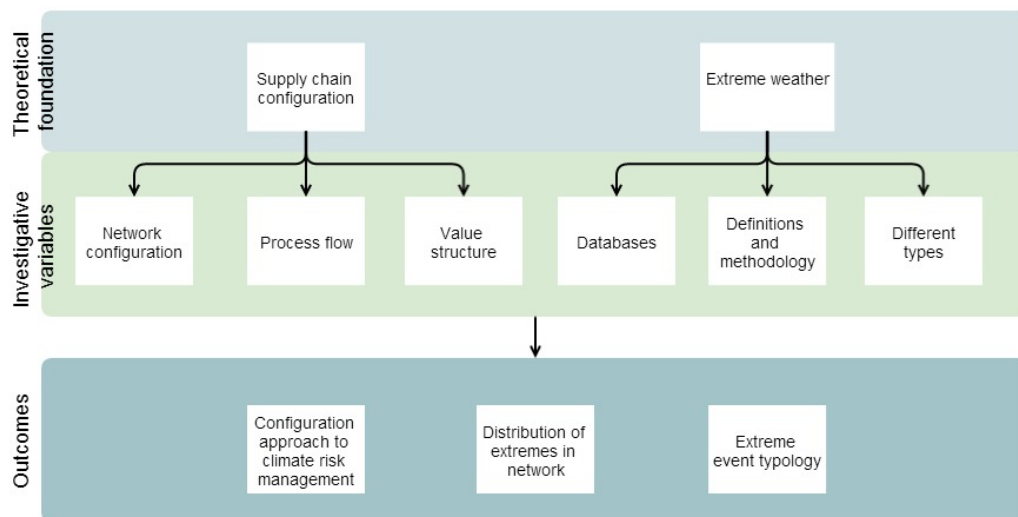 Theoretical
foundation
Supply chain
configuration
Extreme weather
Investigative
variables
Network
configuration
Process flow
Value
structure
Databases
Definitions
and
methodology
Different
types
Outcomes
Configuration
approach to
climate risk
management
Distribution of
extremes in
network
Extreme
event typology